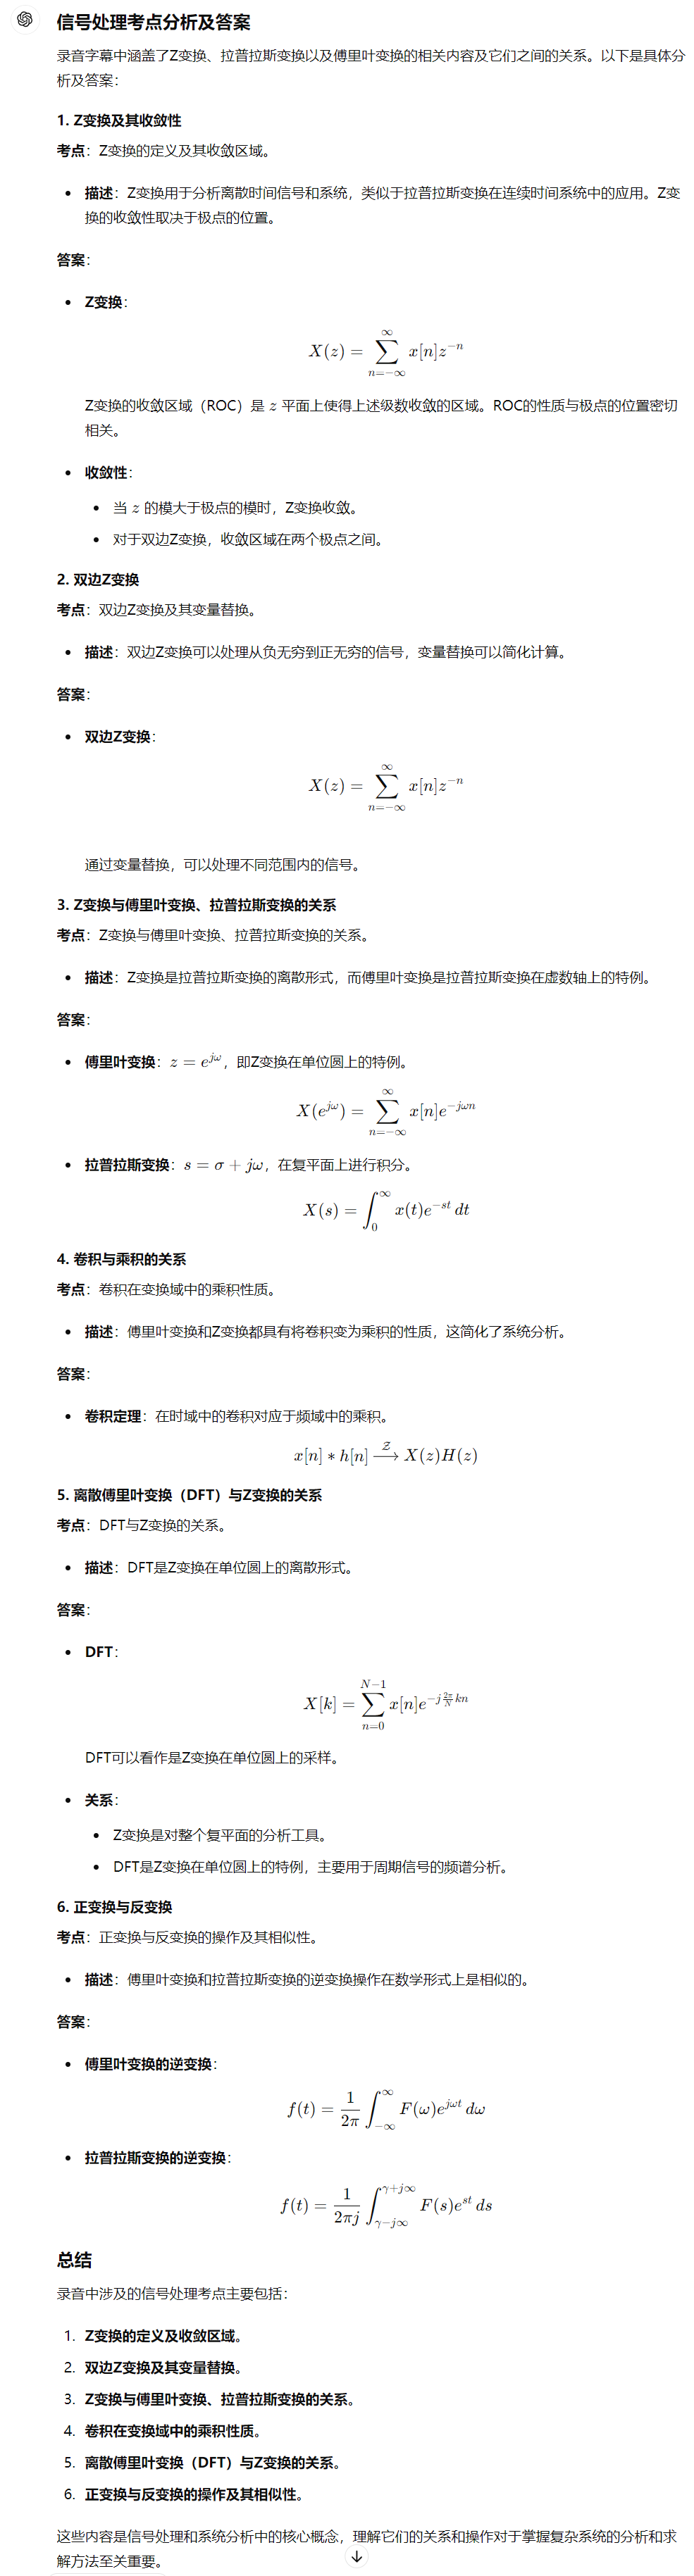 信号处理考点分析及答案
录音字幕中涵盖了Z变换、拉普拉斯变换以及傅里叶变换的相关内容及它们之间的关系。以下是具体分
析及答案：
1. Z变换及其收敛性
考点：Z变换的定义及其收敛区域。
• 描述：Z变换用于分析离散时间信号和系统，类似于拉普拉斯变换在连续时间系统中的应用。Z变
换的收敛性取决于极点的位置。
答案：
• Z变换：
X(z) = ∑_{n=−∞}^{∞} x[n]z^{−n}
Z变换的收敛区域（ROC）是 z 平面上使得上述级数收敛的区域。ROC的性质与极点的位置密切
相关。
• 收敛性：
• 当 z 的模大于极点的模时，Z变换收敛。
• 对于双边Z变换，收敛区域在两个极点之间。
2. 双边Z变换
考点：双边Z变换及其变量替换。
• 描述：双边Z变换可以处理从负无穷到正无穷的信号，变量替换可以简化计算。
答案：
• 双边Z变换：
X(z) = ∑_{n=−∞}^{∞} x[n]z^{−n}
通过变量替换，可以处理不同范围内的信号。
3. Z变换与傅里叶变换、拉普拉斯变换的关系
考点：Z变换与傅里叶变换、拉普拉斯变换的关系。
• 描述：Z变换是拉普拉斯变换的离散形式，而傅里叶变换是拉普拉斯变换在虚数轴上的特例。
答案：
• 傅里叶变换：z = e^{jω}，即Z变换在单位圆上的特例。
X(e^{jω}) = ∑_{n=−∞}^{∞} x[n]e^{−jωn}
• 拉普拉斯变换：s = σ + jω，在复平面上进行积分。
X(s) = ∫_{0}^{∞} x(t)e^{−st} dt
4. 卷积与乘积的关系
考点：卷积在变换域中的乘积性质。
• 描述：傅里叶变换和Z变换都具有将卷积变为乘积的性质，这简化了系统分析。
答案：
• 卷积定理：在时域中的卷积对应于频域中的乘积。
x[n] ∗ h[n] \xrightarrow{\mathcal{Z}} X(z)H(z)
5. 离散傅里叶变换（DFT）与Z变换的关系
考点：DFT与Z变换的关系。
• 描述：DFT是Z变换在单位圆上的离散形式。
答案：
• DFT：
X[k] = ∑_{n=0}^{N−1} x[n]e^{−j\frac{2π}{N}kn}
DFT可以看作是Z变换在单位圆上的采样。
• 关系：
• Z变换是对整个复平面的分析工具。
• DFT是Z变换在单位圆上的特例，主要用于周期信号的频谱分析。
6. 正变换与反变换
考点：正变换与反变换的操作及其相似性。
• 描述：傅里叶变换和拉普拉斯变换的逆变换操作在数学形式上是相似的。
答案：
• 傅里叶变换的逆变换：
f(t) = \frac{1}{2π} ∫_{−∞}^{∞} F(ω)e^{jωt} dω
• 拉普拉斯变换的逆变换：
f(t) = \frac{1}{2πj} ∫_{γ−j∞}^{γ+j∞} F(s)e^{st} ds
总结
录音中涉及的信号处理考点主要包括：
1. Z变换的定义及收敛区域。
2. 双边Z变换及其变量替换。
3. Z变换与傅里叶变换、拉普拉斯变换的关系。
4. 卷积在变换域中的乘积性质。
5. 离散傅里叶变换（DFT）与Z变换的关系。
6. 正变换与反变换的操作及其相似性。
这些内容是信号处理和系统分析中的核心概念，理解它们的关系和操作对于掌握复杂系统的分析和求
解方法至关重要。